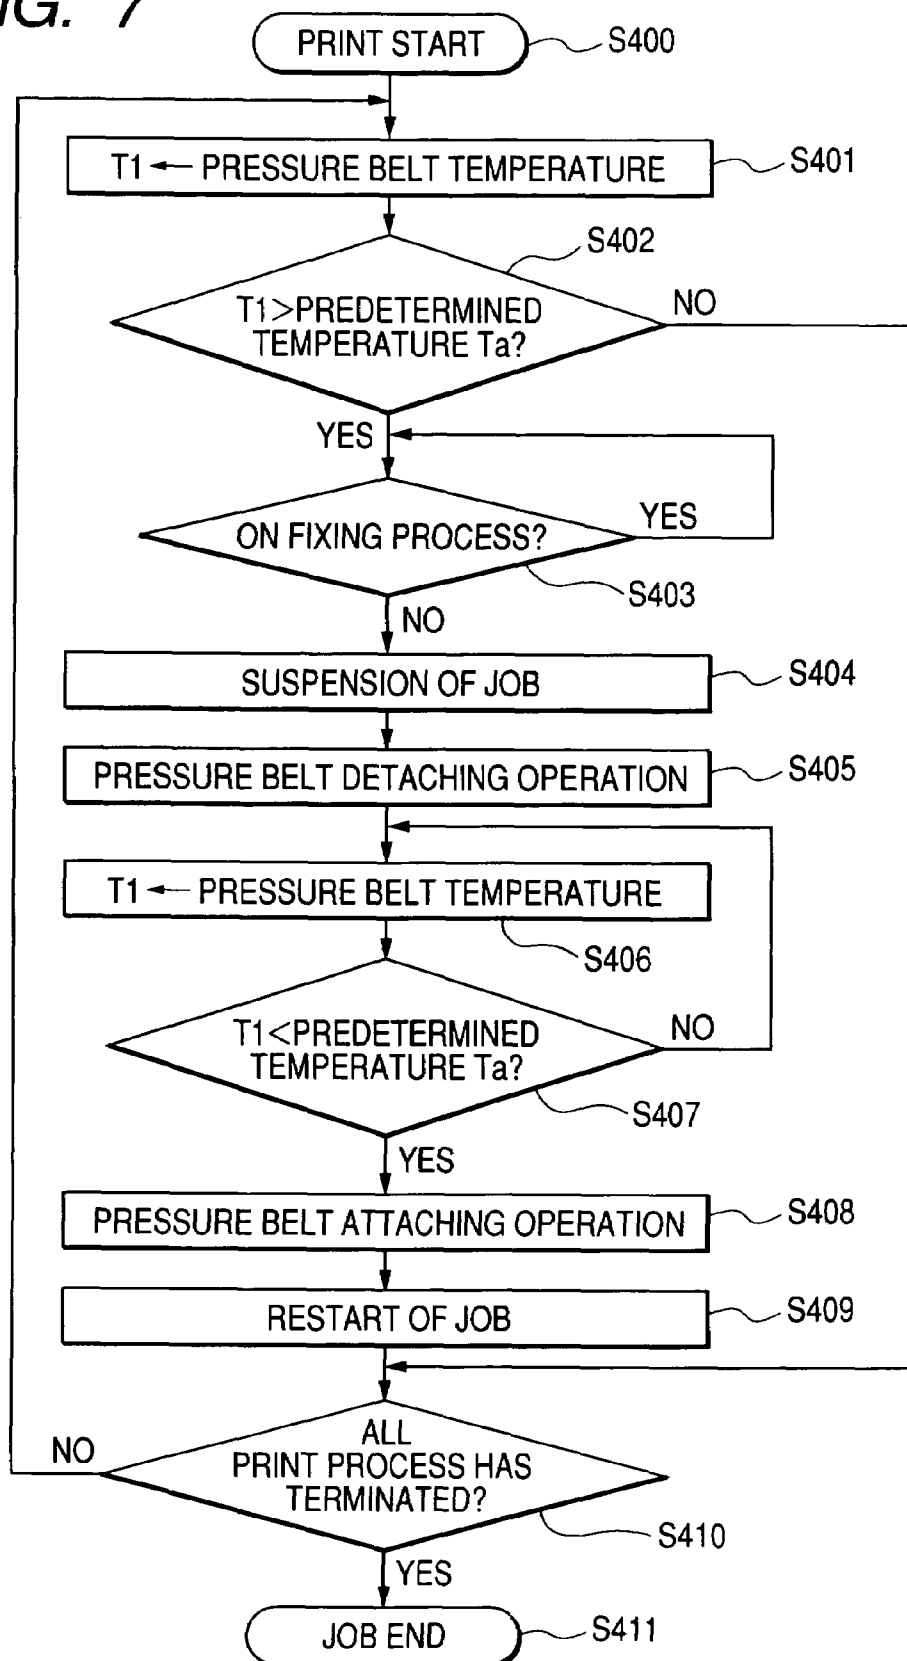 FIG. 7
PRINT START
S400
T1 ← PRESSURE BELT TEMPERATURE
S401
S402
T1>PREDETERMINED
TEMPERATURE Ta?
NO
YES
ON FIXING PROCESS?
YES
S403
NO
SUSPENSION OF JOB
S404
PRESSURE BELT DETACHING OPERATION
S405
T1 ← PRESSURE BELT TEMPERATURE
S406
T1<PREDETERMINED
TEMPERATURE Ta?
NO
S407
YES
PRESSURE BELT ATTACHING OPERATION
S408
RESTART OF JOB
S409
ALL
PRINT PROCESS HAS
TERMINATED?
NO
S410
YES
JOB END
S411